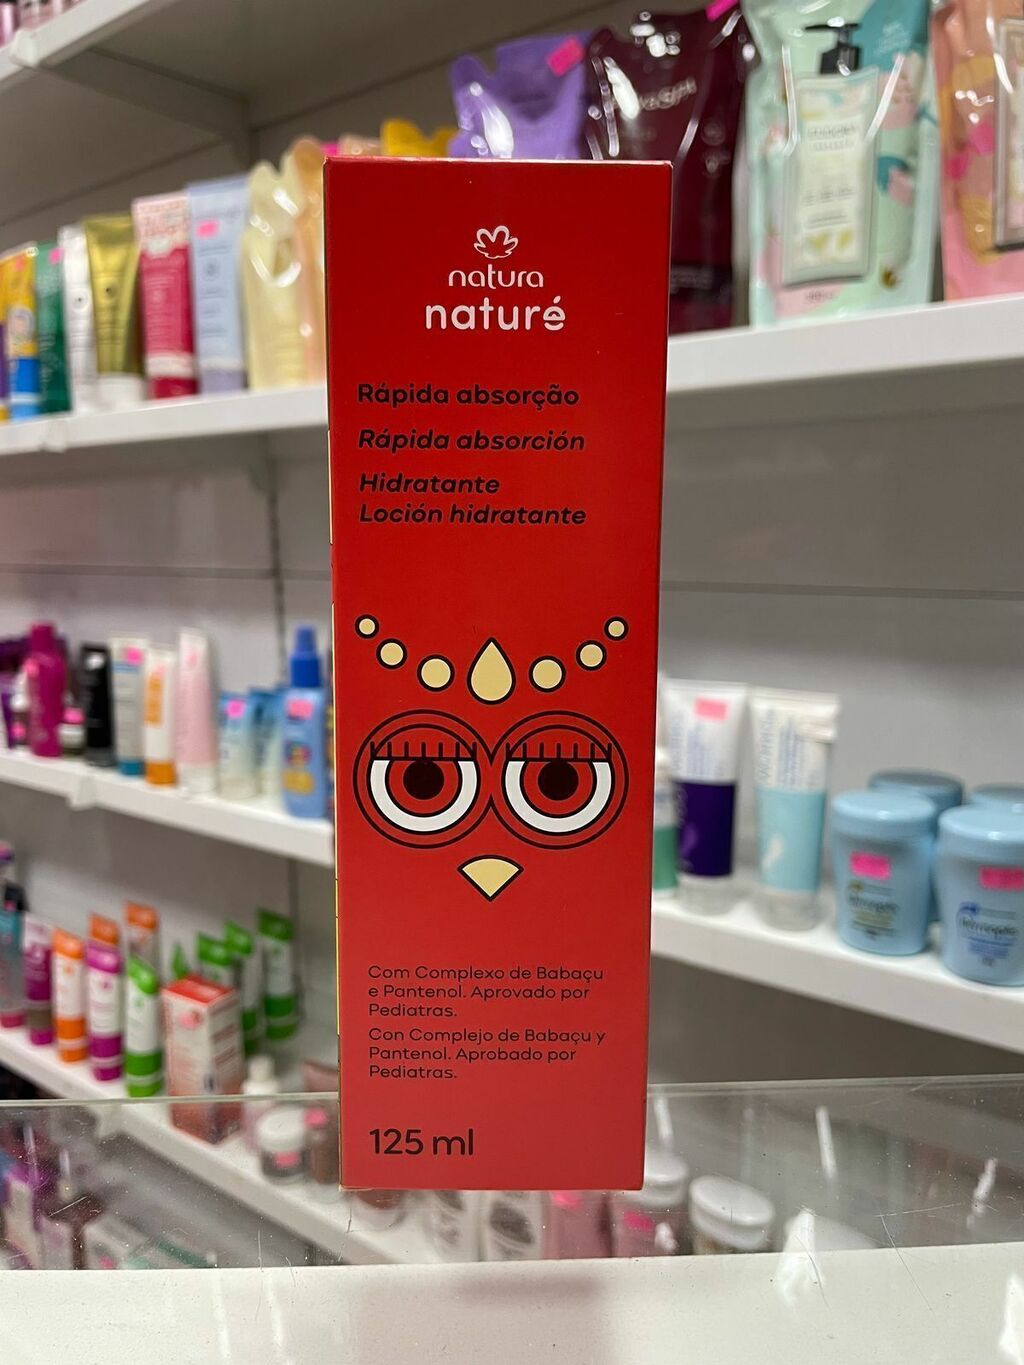 natura
naturé
Rápida absorção
Rápida absorción
Hidratante
Loción hidratante
Com Complexo de Babaçu
e Pantenol. Aprovado por
Pediatras.
Con Complejo de Babaçu y
Pantenol. Aprobado por
Pediatras.
125 ml